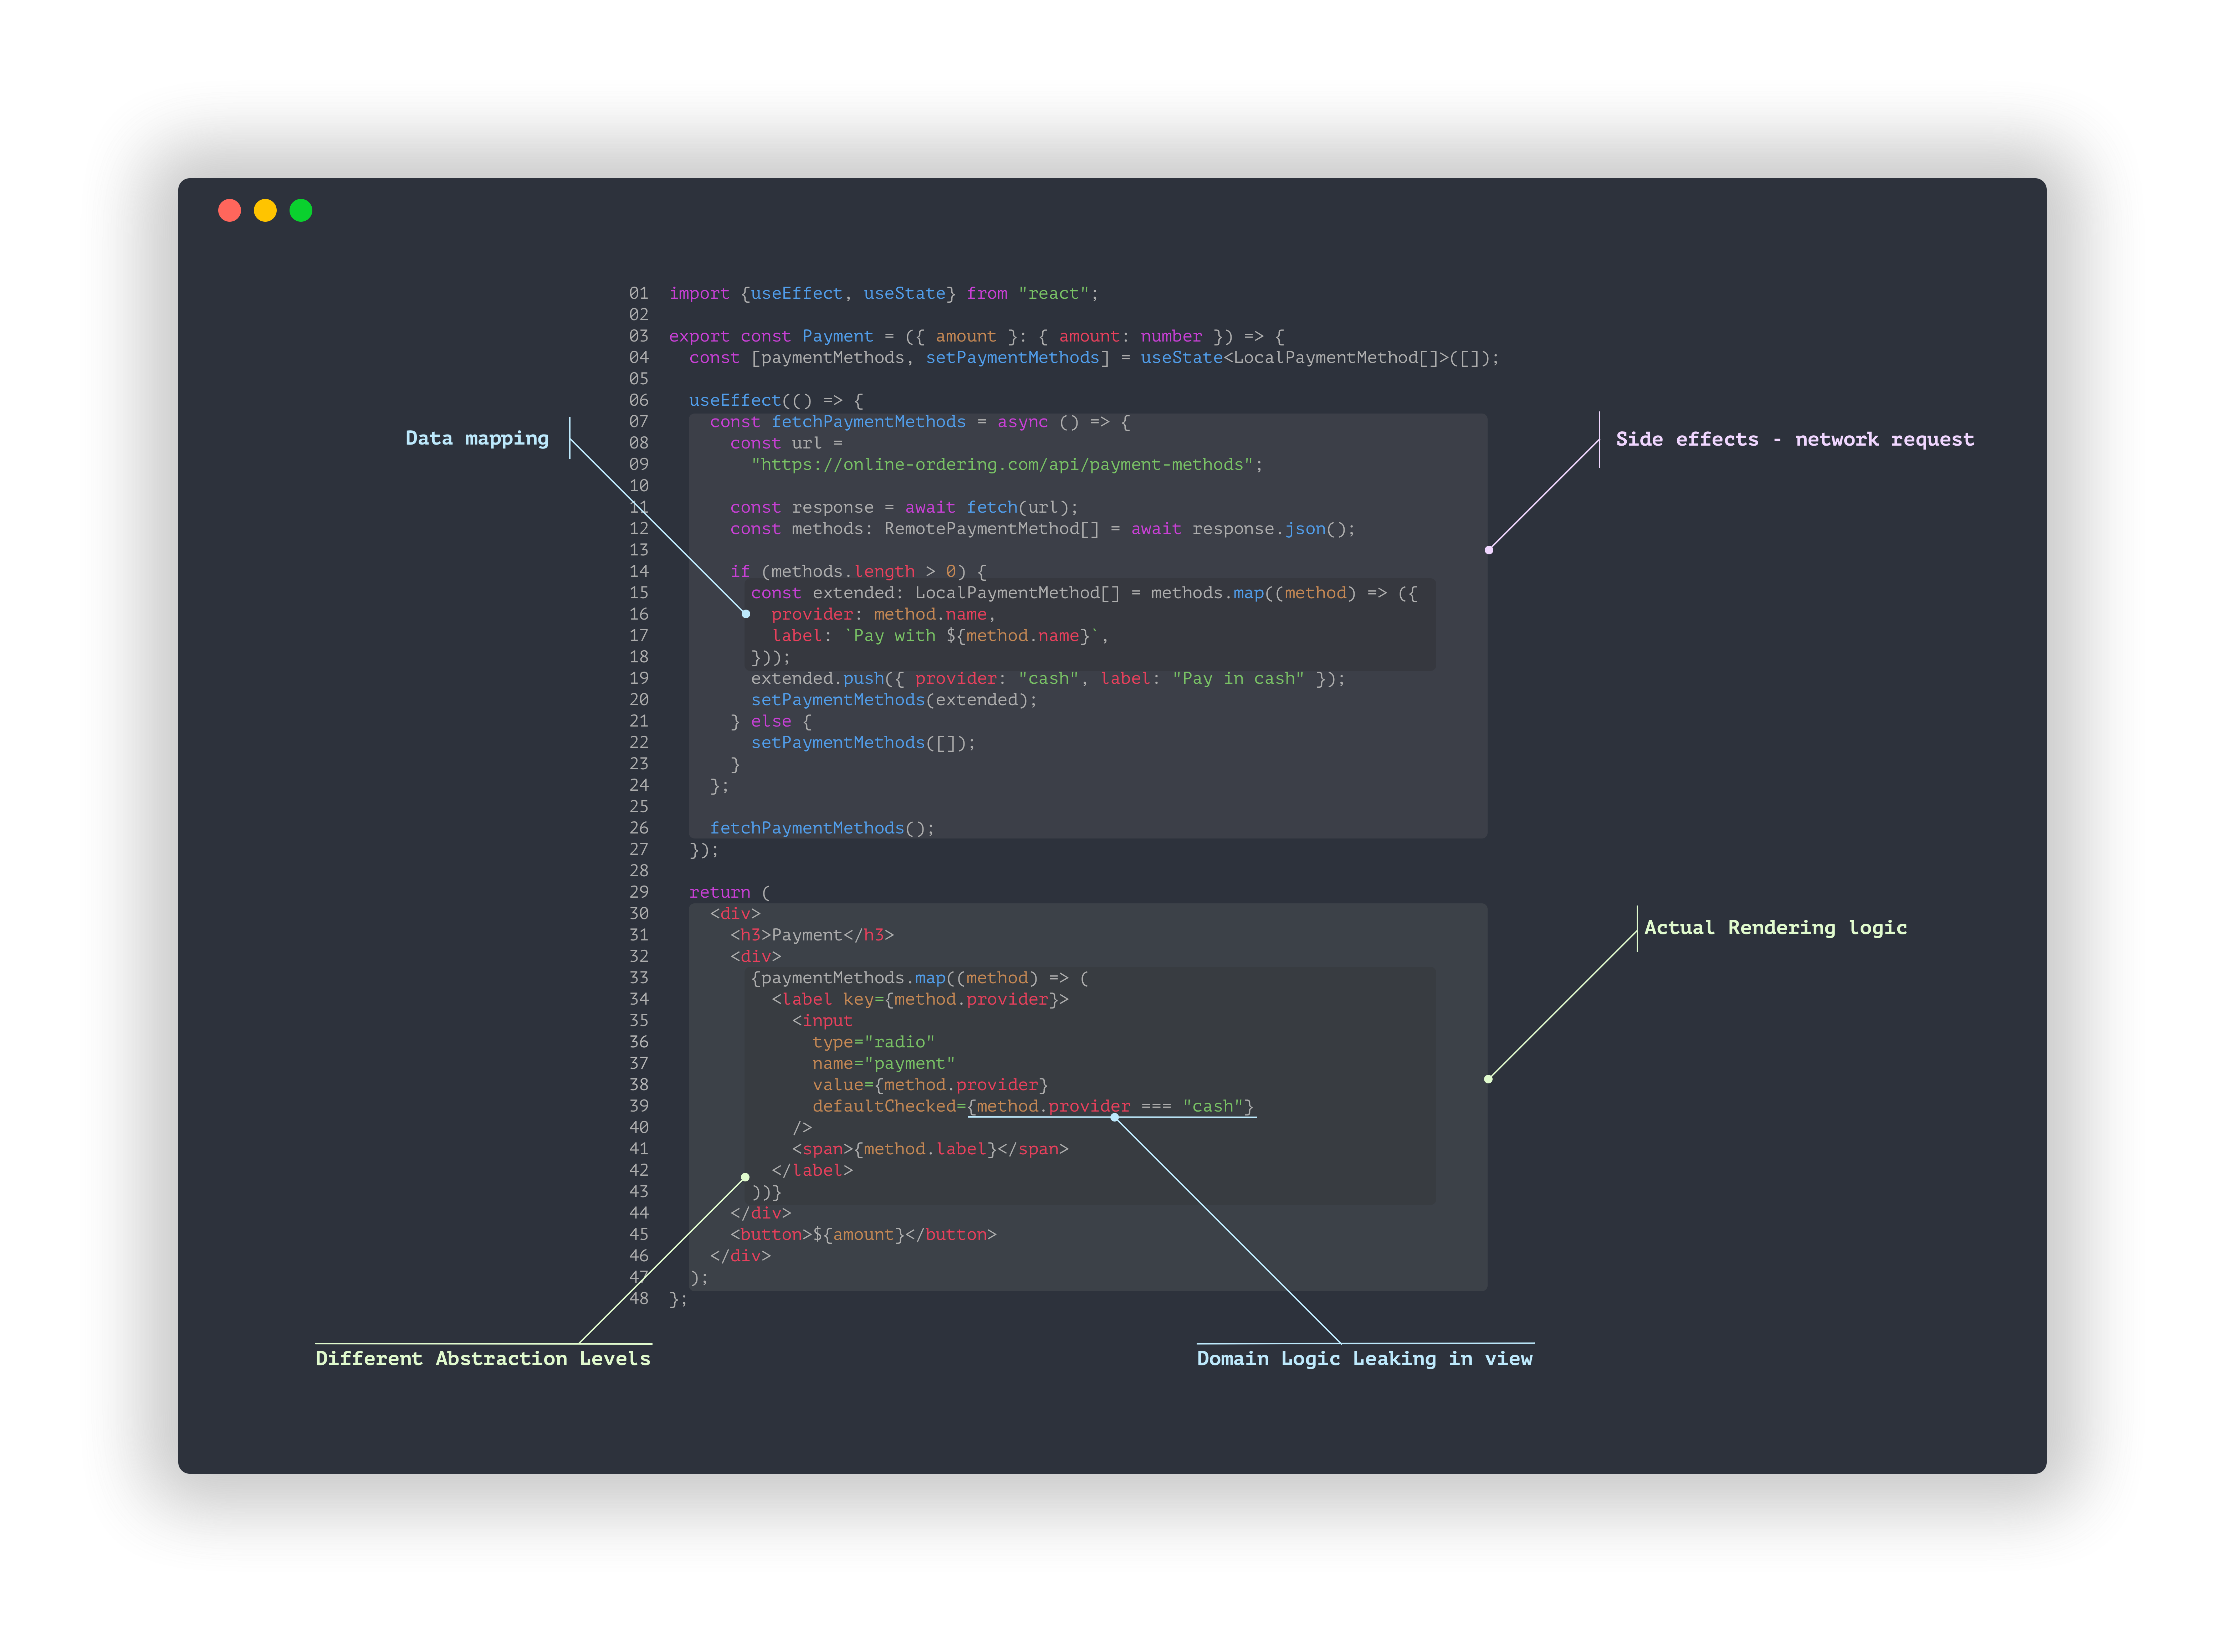 01 import {useEffect, useState} from "react";
02
03 export const Payment = ({ amount }: { amount: number }) => {
04   const [paymentMethods, setPaymentMethods] = useState<LocalPaymentMethod[]>([]);
05
06   useEffect(() => {
07     const fetchPaymentMethods = async () => {
08       const url =
09         "https://online-ordering.com/api/payment-methods";
10
11       const response = await fetch(url);
12       const methods: RemotePaymentMethod[] = await response.json();
13
14       if (methods.length > 0) {
15         const extended: LocalPaymentMethod[] = methods.map((method) => ({
16           provider: method.name,
17           label: `Pay with ${method.name}`,
18         }));
19         extended.push({ provider: "cash", label: "Pay in cash" });
20         setPaymentMethods(extended);
21       } else {
22         setPaymentMethods([]);
23       }
24     };
25
26     fetchPaymentMethods();
27   });
28
29   return (
30     <div>
31       <h3>Payment</h3>
32       <div>
33         {paymentMethods.map((method) => (
34           <label key={method.provider}>
35             <input
36               type="radio"
37               name="payment"
38               value={method.provider}
39               defaultChecked={method.provider === "cash"}
40             />
41             <span>{method.label}</span>
42           </label>
43         ))}
44       </div>
45       <button>${amount}</button>
46     </div>
47   );
48 };
Data mapping
Side effects - network request
Actual Rendering logic
Different Abstraction Levels
Domain Logic Leaking in view